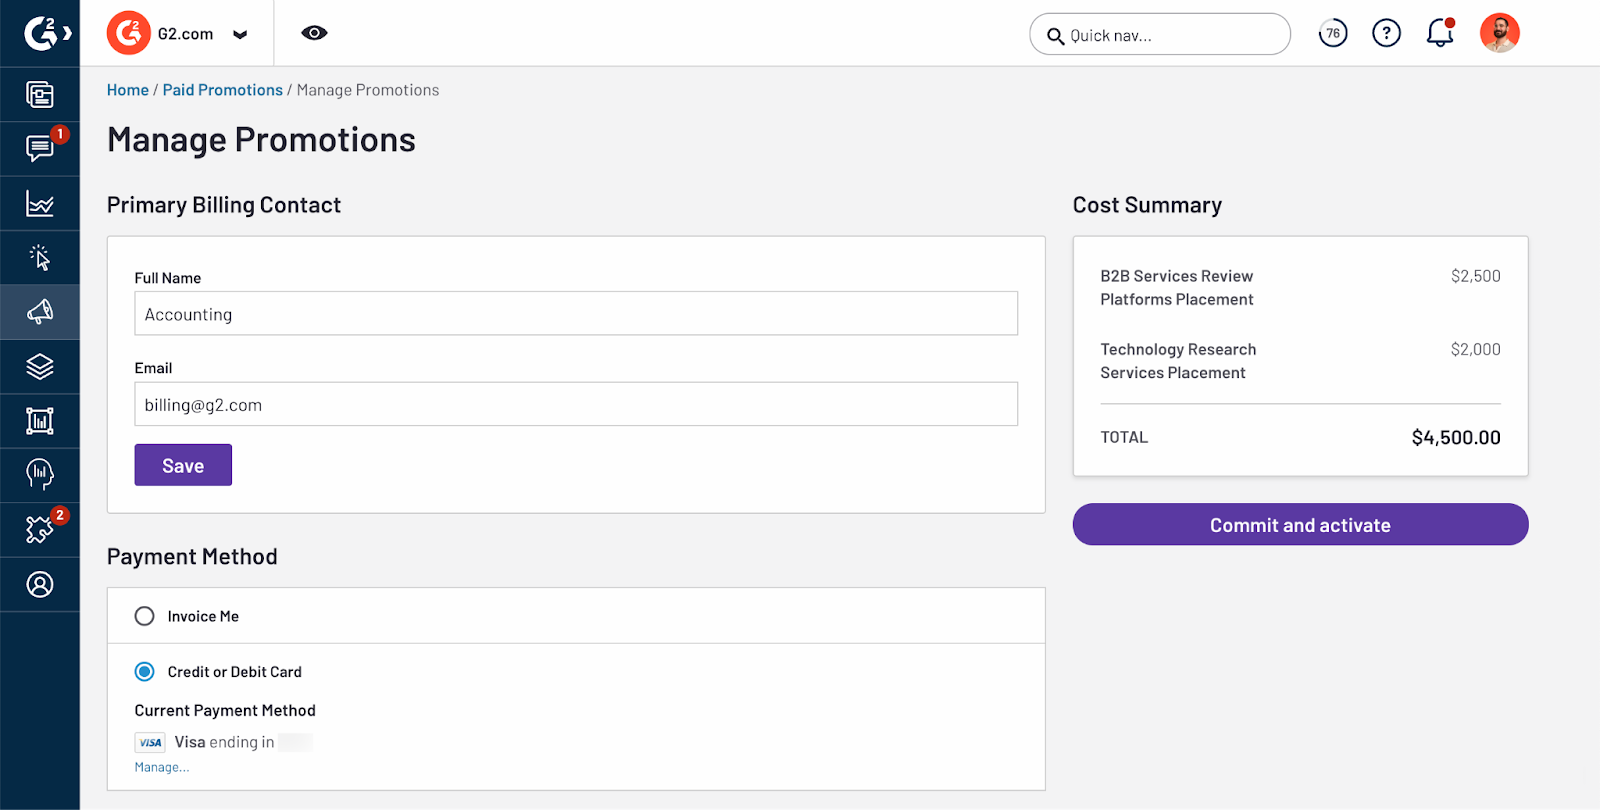 G2
G2
G2.com
Quick nav...
76
?
Home / Paid Promotions / Manage Promotions
1
Manage Promotions
Primary Billing Contact
Full Name
Accounting
Email
billing@g2.com
Save
Cost Summary
B2B Services Review
Platforms Placement
$2,500
Technology Research
Services Placement
$2,000
TOTAL
$4,500.00
Commit and activate
2
Payment Method
Invoice Me
Credit or Debit Card
Current Payment Method
VISA Visa ending in
Manage...